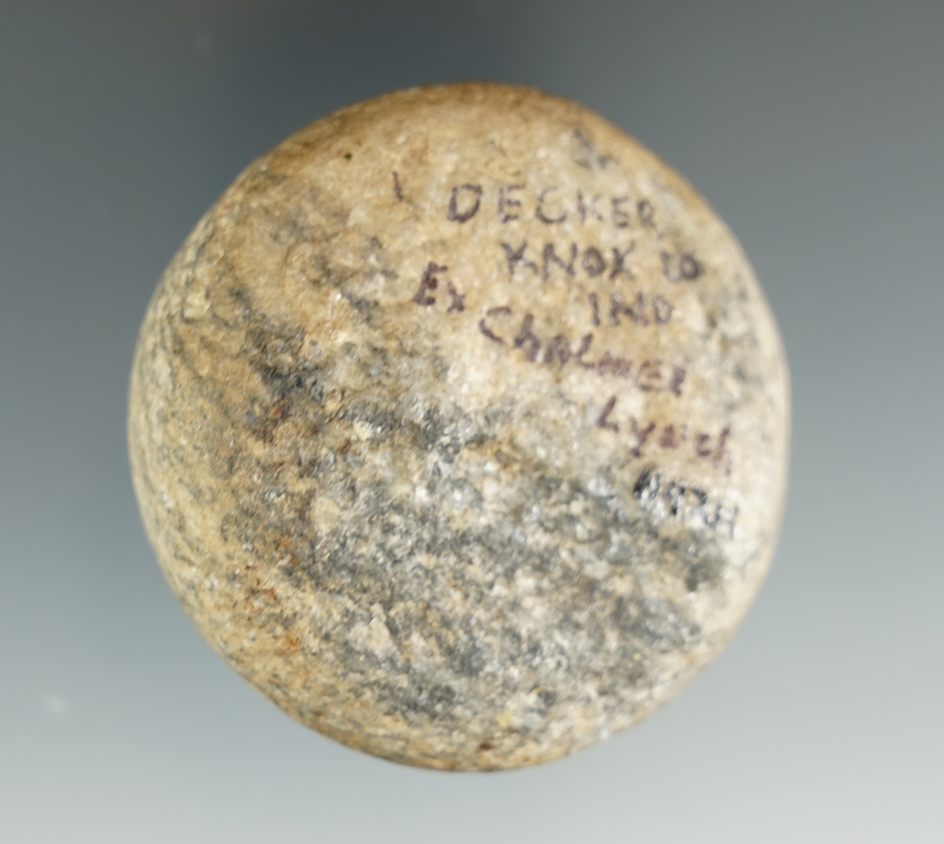 DECKER
KNOX CO
IND
Ex Chalmer
Lynch